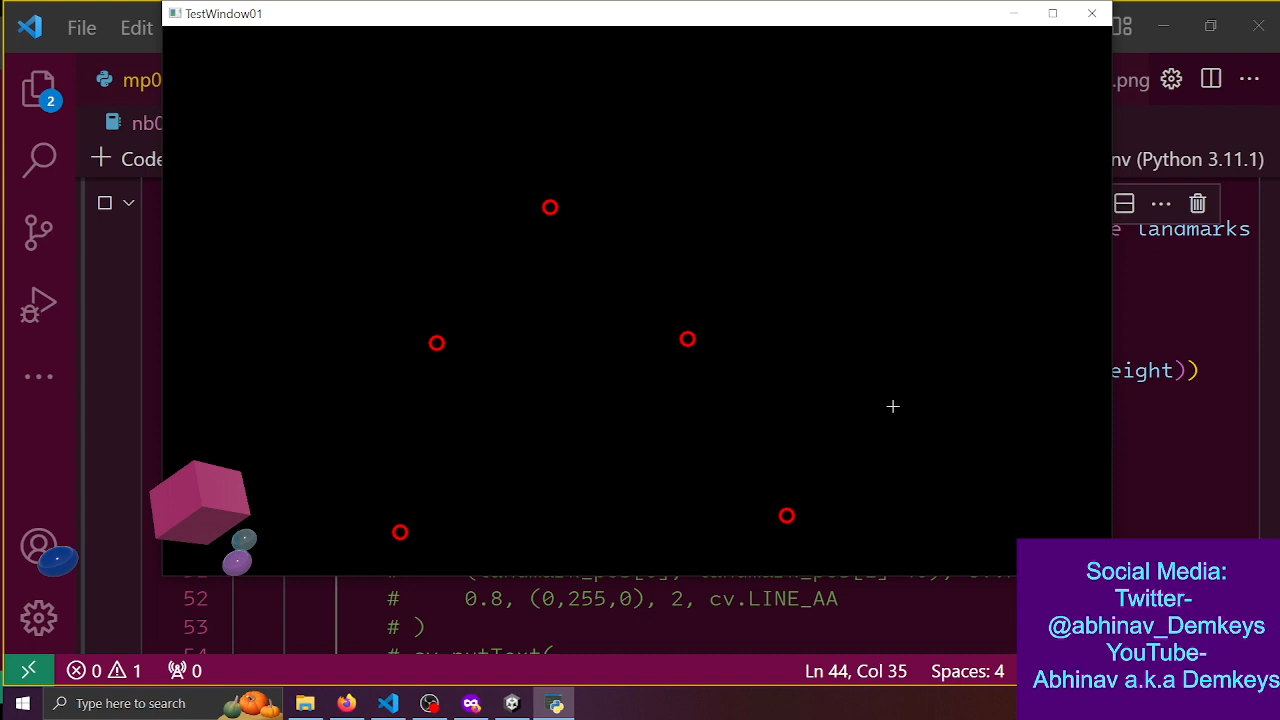 TestWindow01
File
Edit
2
mp0
.png
nb0
Code
nv (Python 3.11.1)
e landmarks
eight))
52 # 0.8, (0,255,0), 2, cv.LINE_AA
53 # )
0 1 0
Ln 44, Col 35 Spaces: 4
Social Media:
Twitter-
@abhinav_Demkeys
YouTube-
Abhinav a.k.a Demkeys
Type here to search